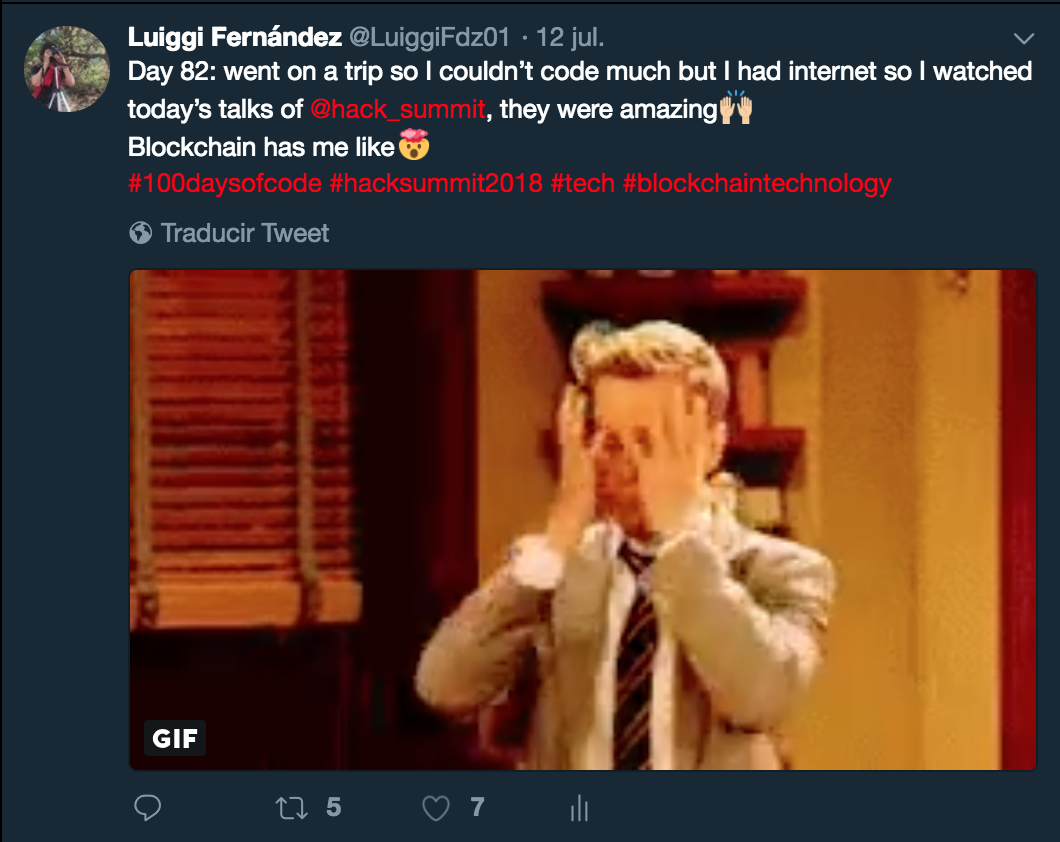 Luiggi Fernández @LuiggiFdz01 · 12 jul.
Day 82: went on a trip so I couldn’t code much but I had internet so I watched
today’s talks of @hack_summit, they were amazing🙌🏼
Blockchain has me like🤯
#100daysofcode #hacksummit2018 #tech #blockchaintechnology
Traducir Tweet
GIF
5 7